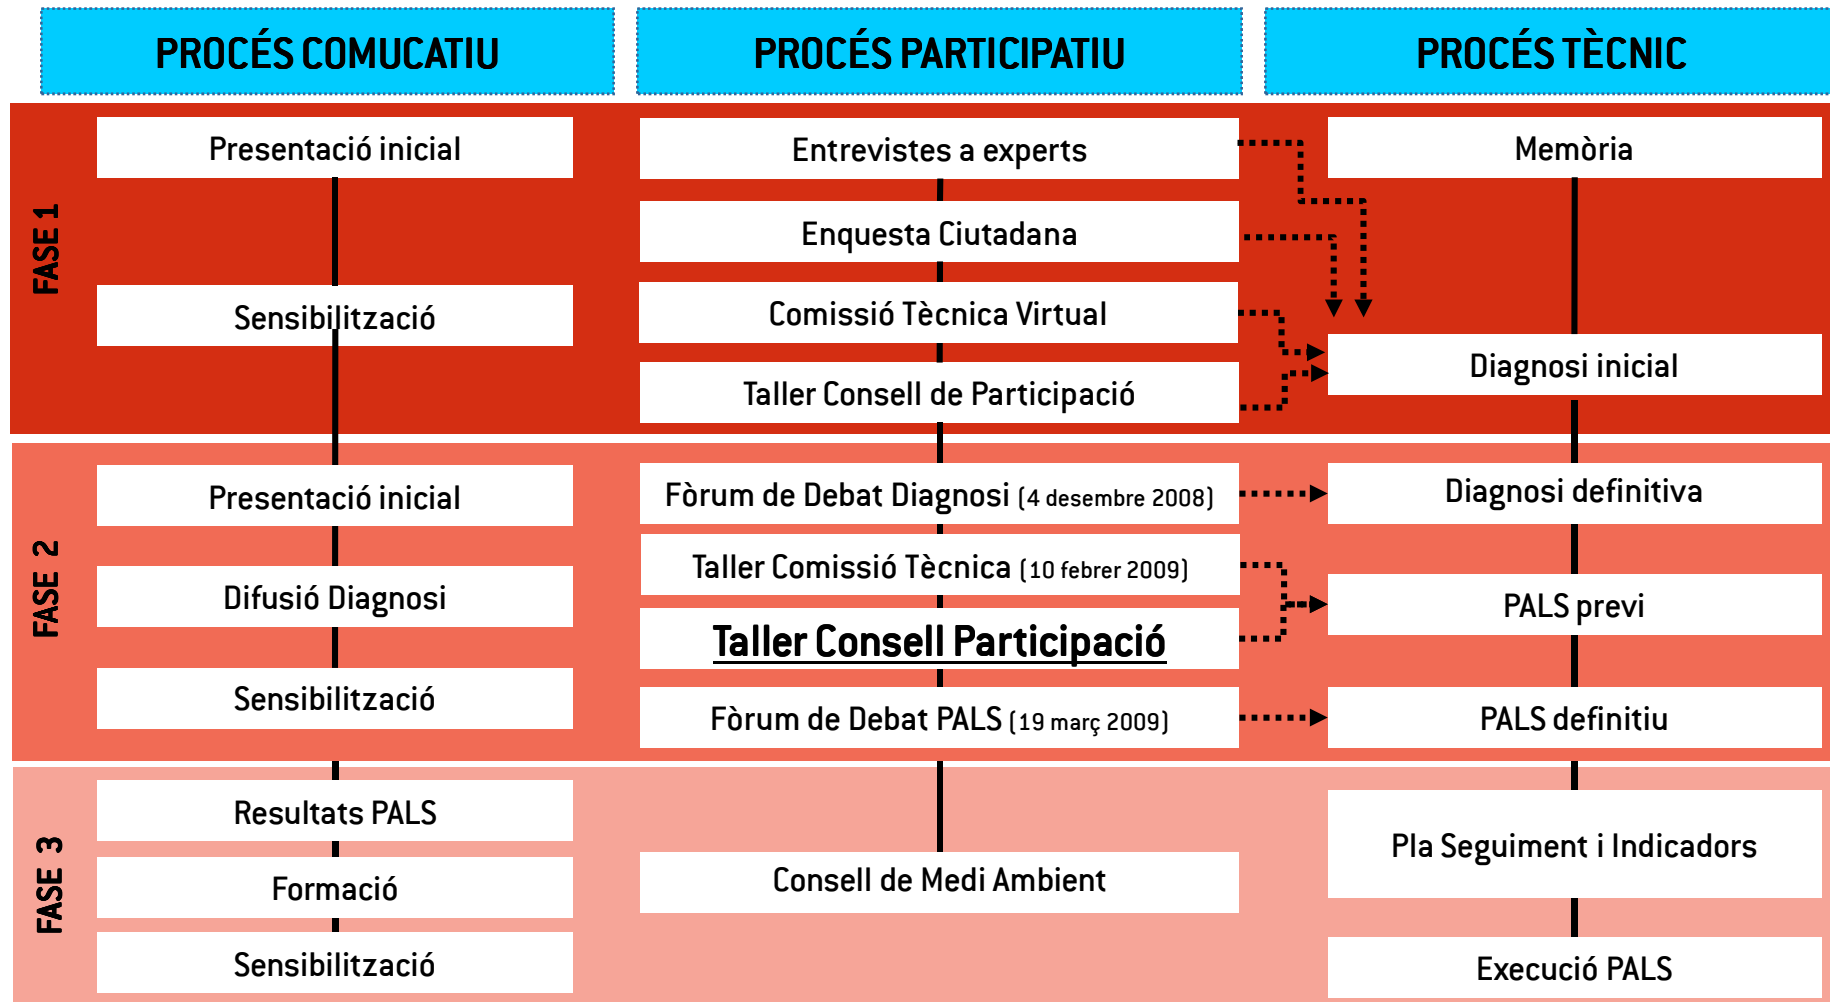 PROCÉS COMUCATIU
PROCÉS PARTICIPATIU
PROCÉS TÈCNIC
FASE 1
Presentació inicial
Sensibilització
Entrevistes a experts
Enquesta Ciutadana
Comissió Tècnica Virtual
Taller Consell de Participació
Memòria
Diagnosi inicial
FASE 2
Presentació inicial
Difusió Diagnosi
Sensibilització
Fòrum de Debat Diagnosi (4 desembre 2008)
Taller Comissió Tècnica (10 febrer 2009)
Taller Consell Participació
Fòrum de Debat PALS (19 març 2009)
Diagnosi definitiva
PALS previ
PALS definitiu
FASE 3
Resultats PALS
Formació
Sensibilització
Consell de Medi Ambient
Pla Seguiment i Indicadors
Execució PALS